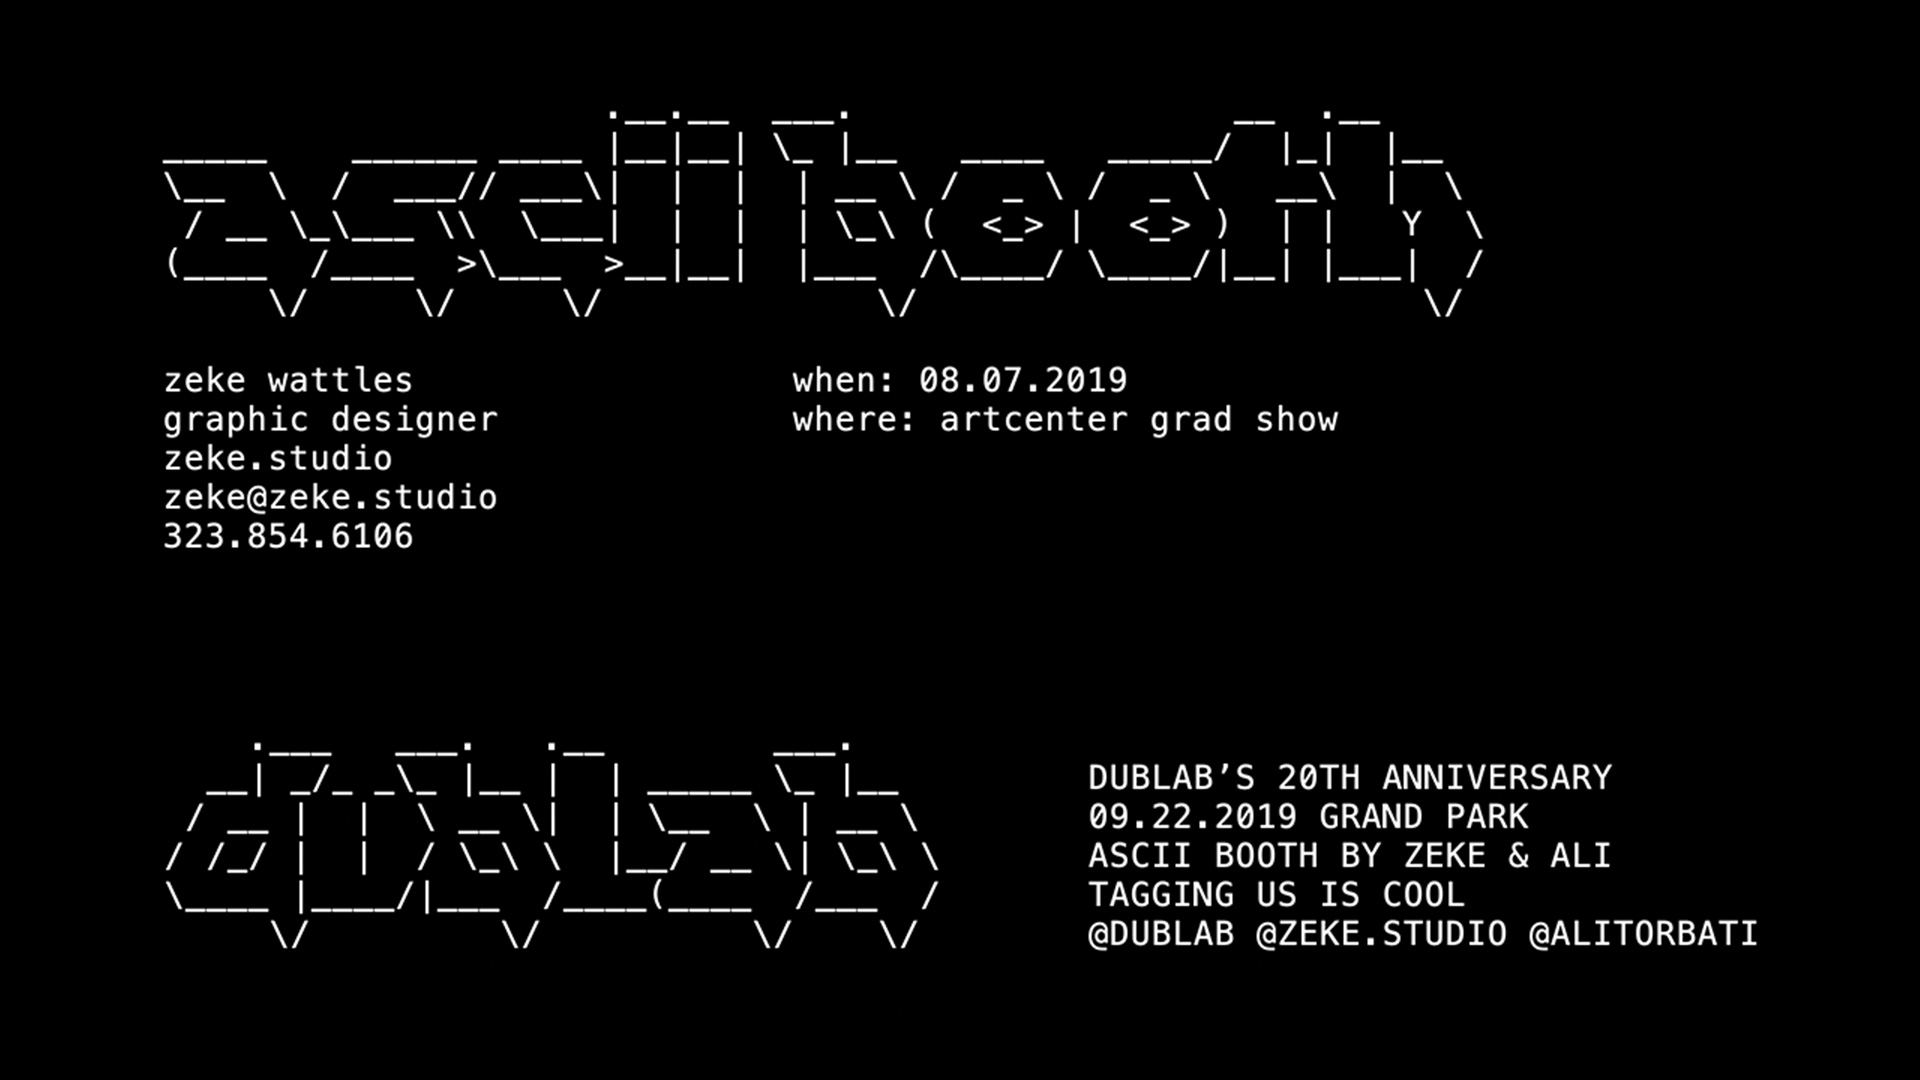 ascii booth
zeke wattles
graphic designer
zeke.studio
zeke@zeke.studio
323.854.6106
when: 08.07.2019
where: artcenter grad show
dublab
DUBLAB’S 20TH ANNIVERSARY
09.22.2019 GRAND PARK
ASCII BOOTH BY ZEKE & ALI
TAGGING US IS COOL
@DUBLAB @ZEKE.STUDIO @ALITORBATI